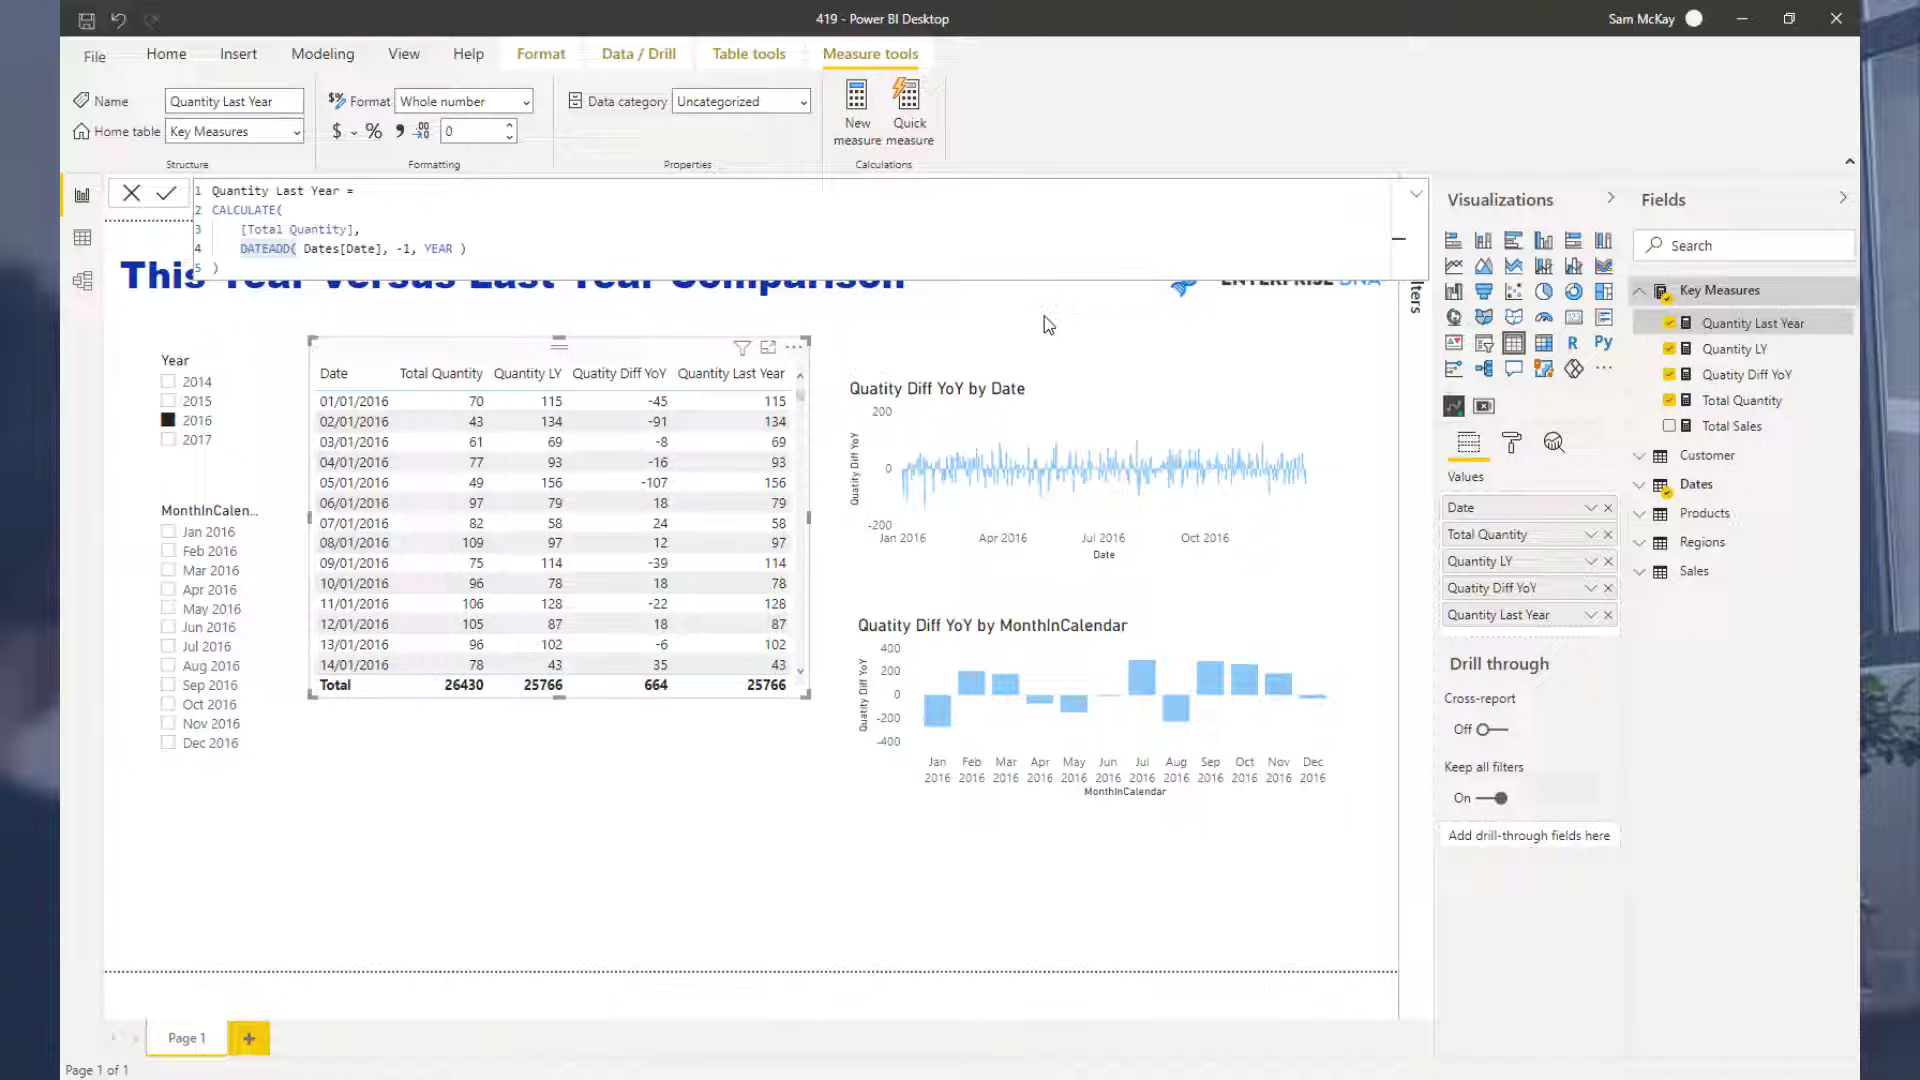 419 - Power BI Desktop
Sam McKay
File Home Insert Modeling View Help Format Data / Drill Table tools Measure tools
Name Quantity Last Year
Home table Key Measures
Structure
Format Whole number
$ % 0
Formatting
Data category Uncategorized
Properties
New measure
Quick measure
Calculations
1 Quantity Last Year =
2 CALCULATE(
3 [Total Quantity],
4 DATEADD( Dates[Date], -1, YEAR )
5 )
This Year Versus Last Year Comparison
ENTERPRISE DNA
Year
2014
2015
2016
2017
MonthInCalen...
Jan 2016
Feb 2016
Mar 2016
Apr 2016
May 2016
Jun 2016
Jul 2016
Aug 2016
Sep 2016
Oct 2016
Nov 2016
Dec 2016
Date Total Quantity Quantity LY Quatity Diff YoY Quantity Last Year
01/01/2016 70 115 -45 115
02/01/2016 43 134 -91 134
03/01/2016 61 69 -8 69
04/01/2016 77 93 -16 93
05/01/2016 49 156 -107 156
06/01/2016 97 79 18 79
07/01/2016 82 58 24 58
08/01/2016 109 97 12 97
09/01/2016 75 114 -39 114
10/01/2016 96 78 18 78
11/01/2016 106 128 -22 128
12/01/2016 105 87 18 87
13/01/2016 96 102 -6 102
14/01/2016 78 43 35 43
Total 26430 25766 664 25766
Quatity Diff YoY by Date
Quatity Diff YoY
200
0
-200
Jan 2016 Apr 2016 Jul 2016 Oct 2016
Date
Quatity Diff YoY by MonthInCalendar
Quatity Diff YoY
400
200
0
-200
-400
Jan Feb Mar Apr May Jun Jul Aug Sep Oct Nov Dec
2016 2016 2016 2016 2016 2016 2016 2016 2016 2016 2016 2016
MonthInCalendar
lters
Visualizations
R Py
Values
Date
Total Quantity
Quantity LY
Quatity Diff YoY
Quantity Last Year
Drill through
Cross-report
Off
Keep all filters
On
Add drill-through fields here
Fields
Search
Key Measures
Quantity Last Year
Quantity LY
Quatity Diff YoY
Total Quantity
Total Sales
Customer
Dates
Products
Regions
Sales
Page 1
Page 1 of 1